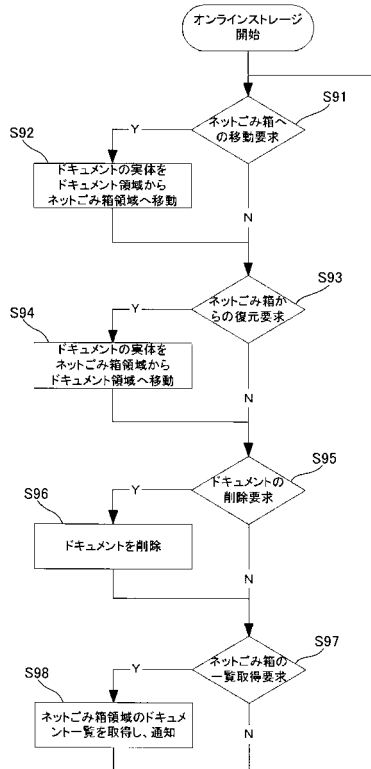 オンラインストレージ
開始
S91
ネットごみ箱へ
の移動要求
Y
N
S92
ドキュメントの実体を
ドキュメント領域から
ネットごみ箱領域へ移動
S93
ネットごみ箱か
らの復元要求
Y
N
S94
ドキュメントの実体を
ネットごみ箱領域から
ドキュメント領域へ移動
S95
ドキュメントの
削除要求
Y
N
S96
ドキュメントを削除
S97
ネットごみ箱の
一覧取得要求
Y
N
S98
ネットごみ箱領域のドキュメ
ント一覧を取得し、通知